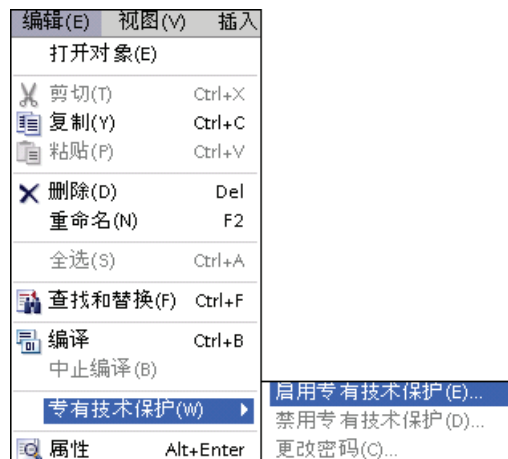 编辑(E) 视图(V) 插入
打开对象(E)
剪切(T) Ctrl+X
复制(Y) Ctrl+C
粘贴(P) Ctrl+V
删除(D) Del
重命名(N) F2
全选(S) Ctrl+A
查找和替换(F) Ctrl+F
编译 Ctrl+B
中止编译(B)
专有技术保护(W)
启用专有技术保护(E)...
禁用专有技术保护(D)...
属性 Alt+Enter
更改密码(C)...